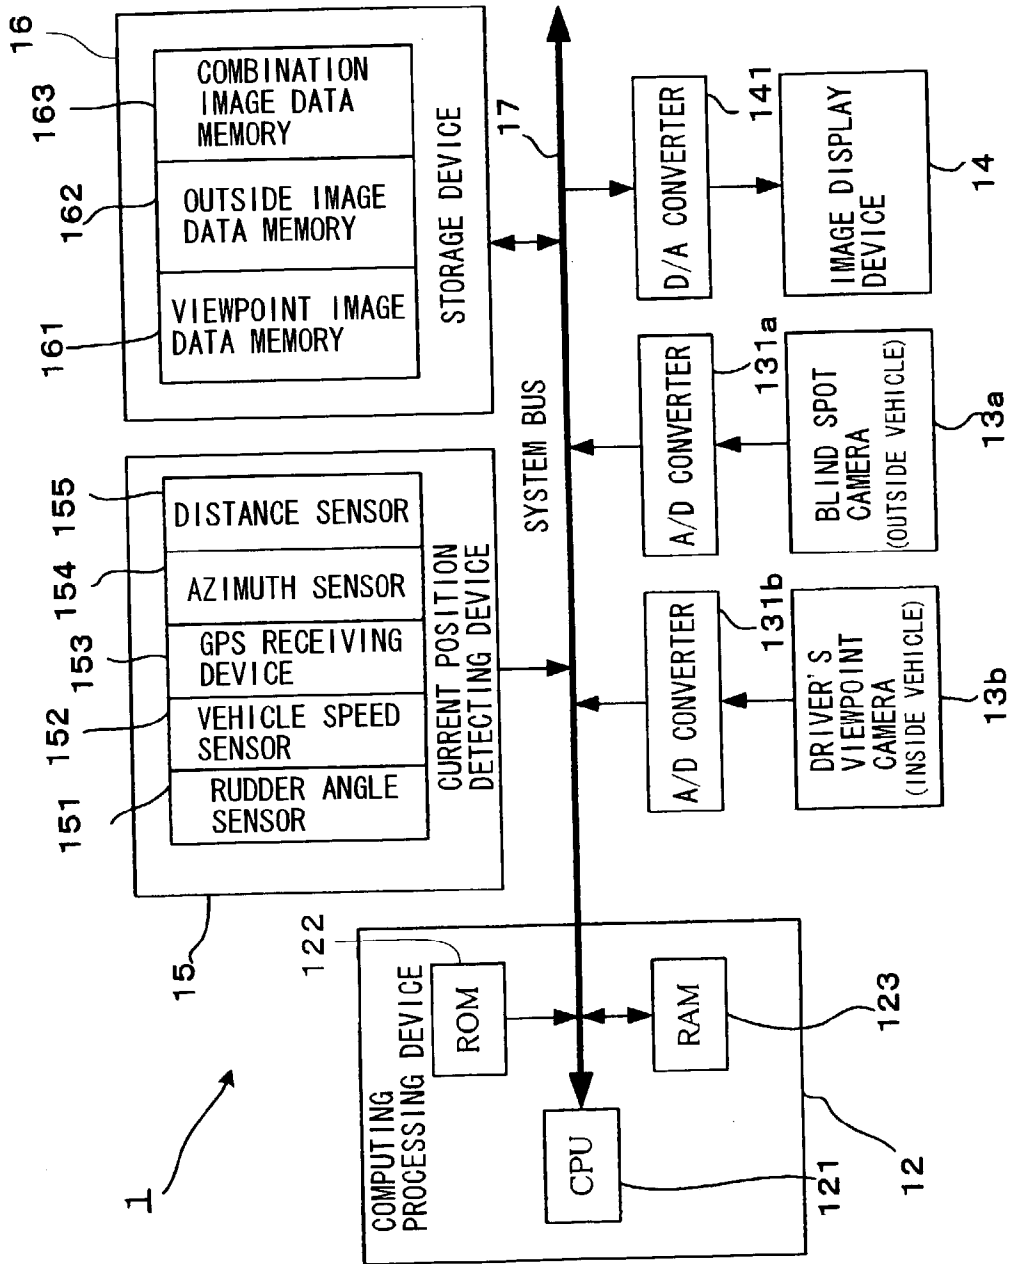 1
COMPUTING
PROCESSING DEVICE
ROM
122
RAM
123
CPU
121
12
15
151
RUDDER ANGLE
SENSOR
152
VEHICLE SPEED
SENSOR
153
GPS RECEIVING
DEVICE
154
AZIMUTH SENSOR
155
DISTANCE SENSOR
CURRENT POSITION
DETECTING DEVICE
16
161
VIEWPOINT IMAGE
DATA MEMORY
162
OUTSIDE IMAGE
DATA MEMORY
163
COMBINATION
IMAGE DATA
MEMORY
STORAGE DEVICE
SYSTEM BUS
17
A/D CONVERTER
131b
DRIVER'S
VIEWPOINT
CAMERA
(INSIDE VEHICLE)
13b
A/D CONVERTER
131a
BLIND SPOT
CAMERA
(OUTSIDE VEHICLE)
13a
D/A CONVERTER
141
IMAGE DISPLAY
DEVICE
14